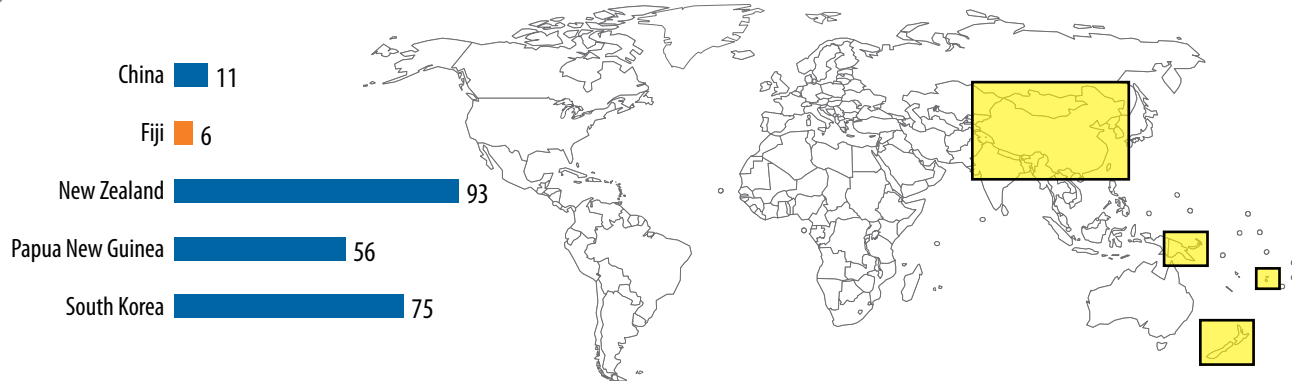 China 11
Fiji 6
New Zealand 93
Papua New Guinea 56
South Korea 75